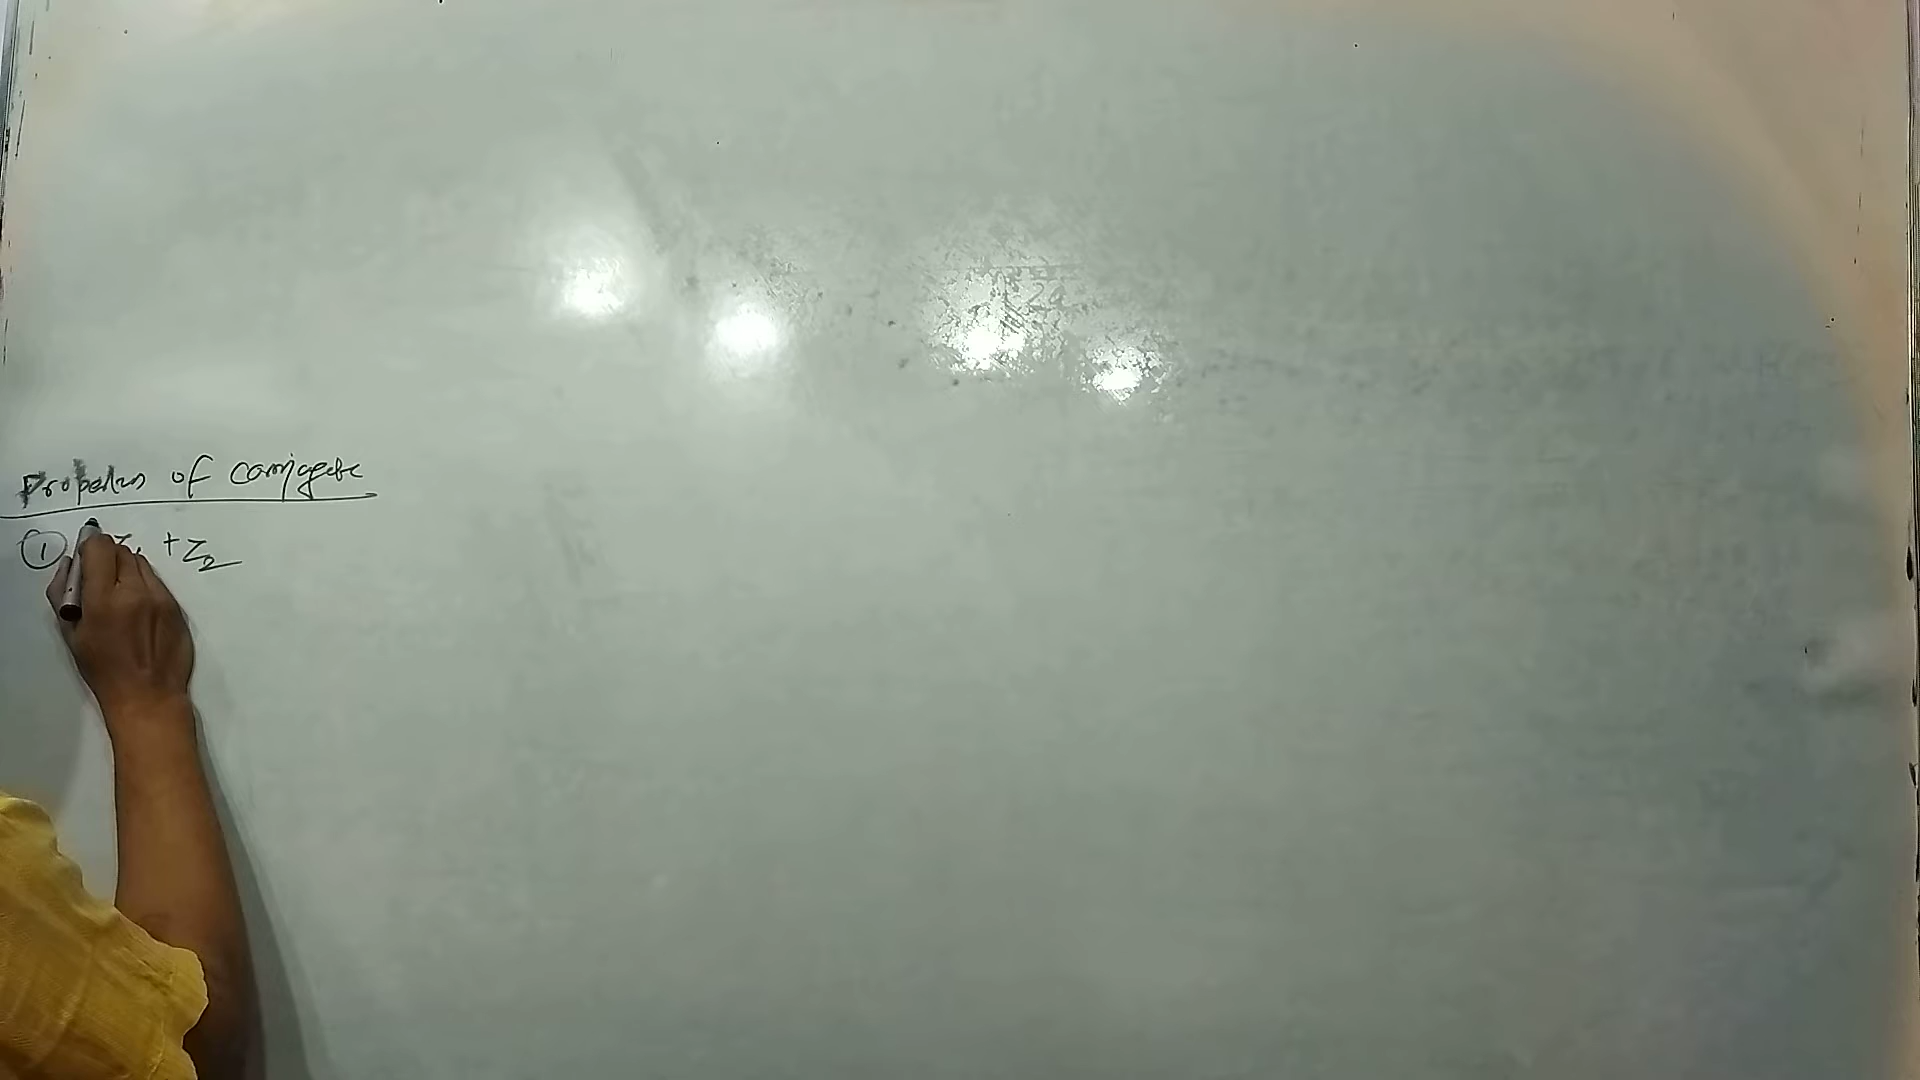 Properties of conjugate
① z₁ + z₂